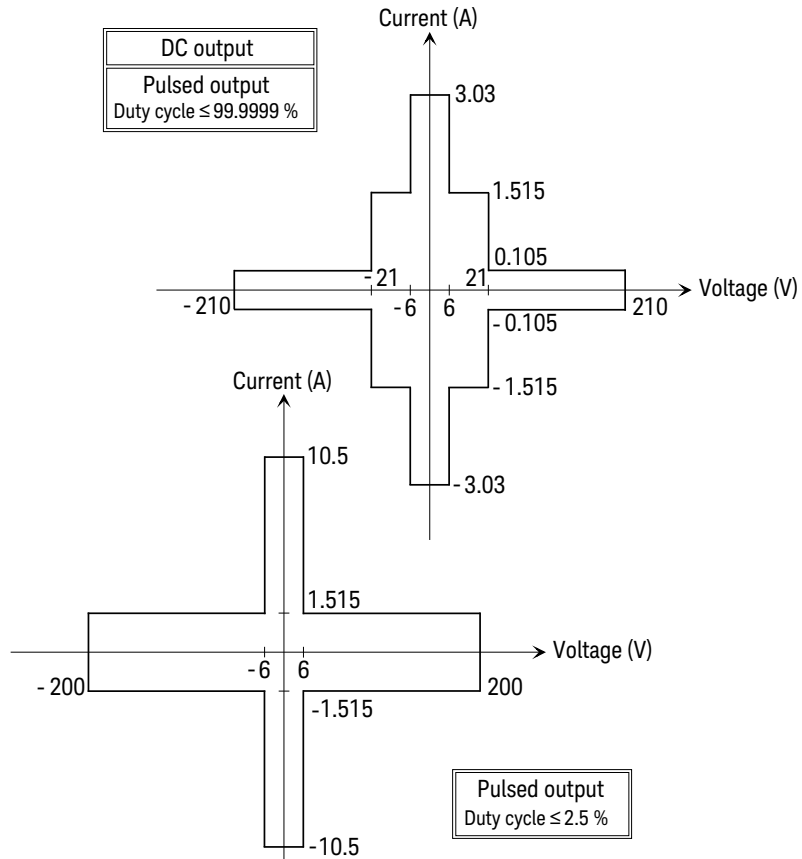 Current (A)
DC output
Pulsed output
Duty cycle ≤ 99.9999 %
3.03
1.515
0.105
- 21
21
Voltage (V)
- 210
- 6
6
210
- 0.105
- 1.515
- 3.03
Current (A)
10.5
1.515
Voltage (V)
- 6
6
- 200
200
-1.515
Pulsed output
Duty cycle ≤ 2.5 %
-10.5